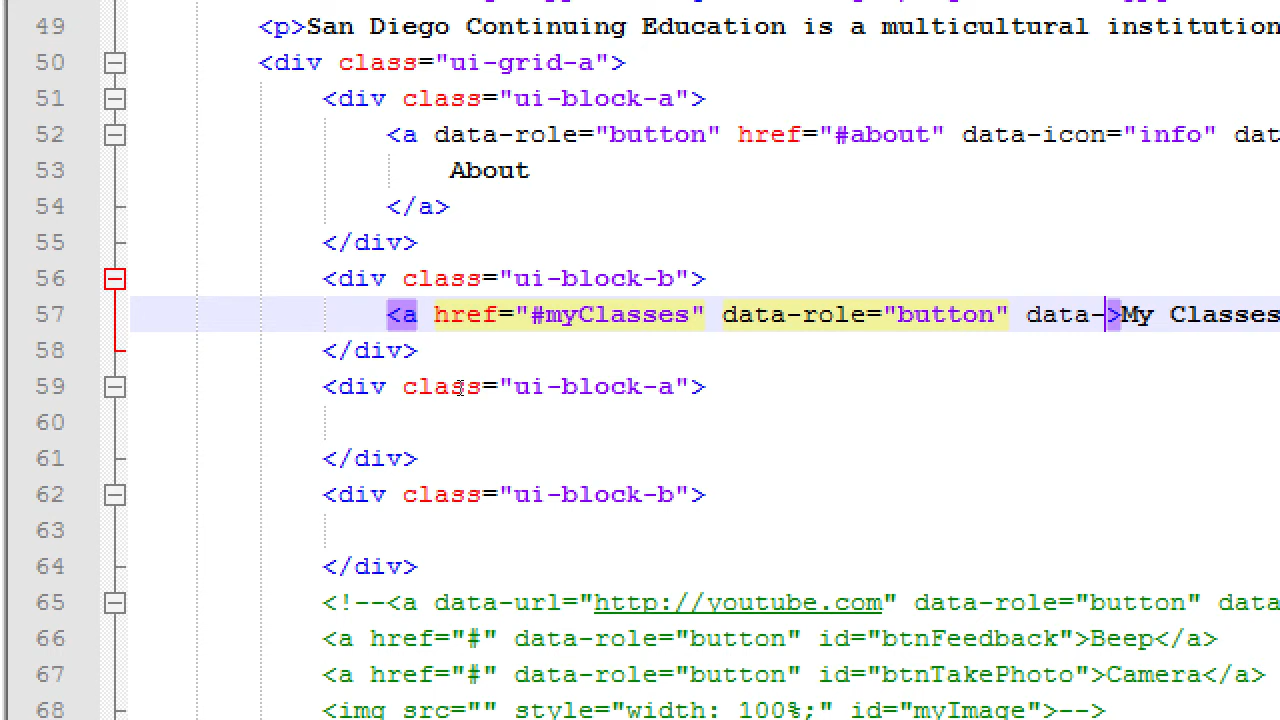 49 <p>San Diego Continuing Education is a multicultural institution
50 <div class="ui-grid-a">
51 <div class="ui-block-a">
52 <a data-role="button" href="#about" data-icon="info" dat
53 About
54 </a>
55 </div>
56 <div class="ui-block-b">
57 <a href="#myClasses" data-role="button" data->My Classes
58 </div>
59 <div class="ui-block-a">
60
61 </div>
62 <div class="ui-block-b">
63
64 </div>
65 <!--<a data-url="http://youtube.com" data-role="button" data
66 <a href="#" data-role="button" id="btnFeedback">Beep</a>
67 <a href="#" data-role="button" id="btnTakePhoto">Camera</a>
68 <img src="" style="width: 100%;" id="myImage">-->